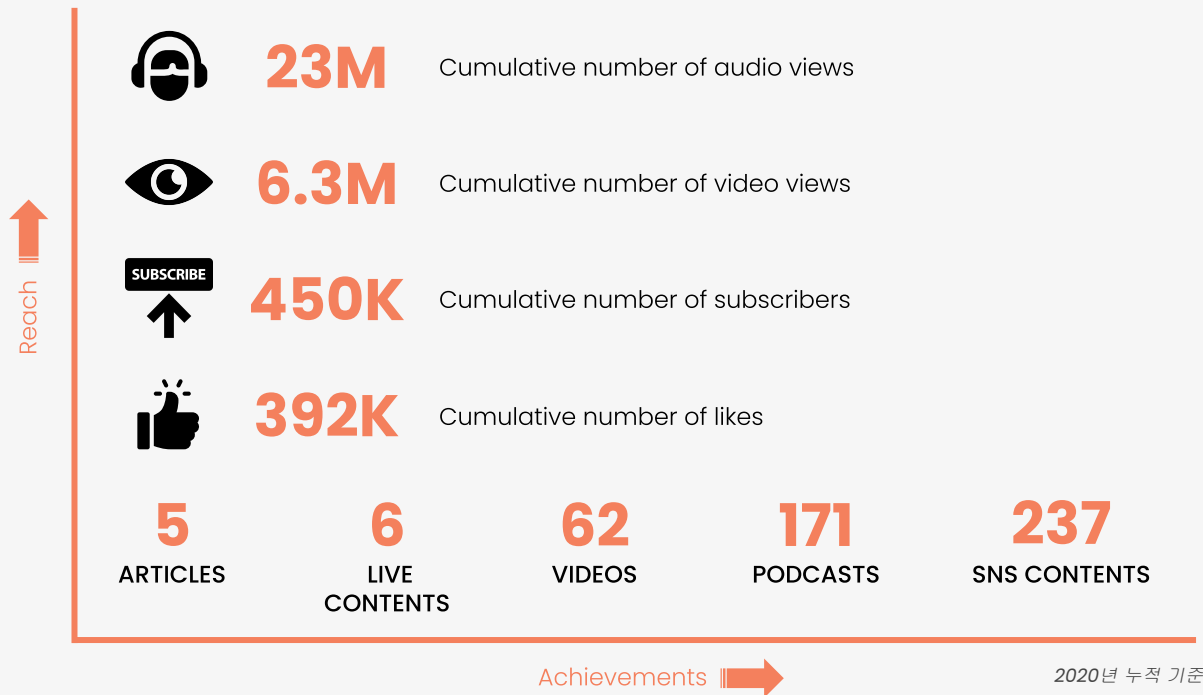 23M Cumulative number of audio views
6.3M Cumulative number of video views
SUBSCRIBE
450K Cumulative number of subscribers
392K Cumulative number of likes
Reach
5
ARTICLES
6
LIVE
CONTENTS
62
VIDEOS
171
PODCASTS
237
SNS CONTENTS
Achievements
2020년 누적 기준